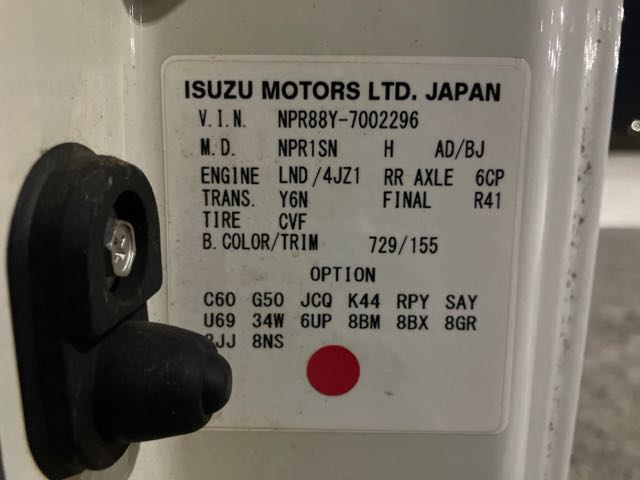 ISUZU MOTORS LTD. JAPAN
V.I.N. NPR88Y-7002296
M.D. NPR1SN H AD/BJ
ENGINE LND/4JZ1 RR AXLE 6CP
TRANS. Y6N FINAL R41
TIRE CVF
B.COLOR/TRIM 729/155
OPTION
C60 G50 JCQ K44 RPY SAY
U69 34W 6UP 8BM 8BX 8GR
8NS